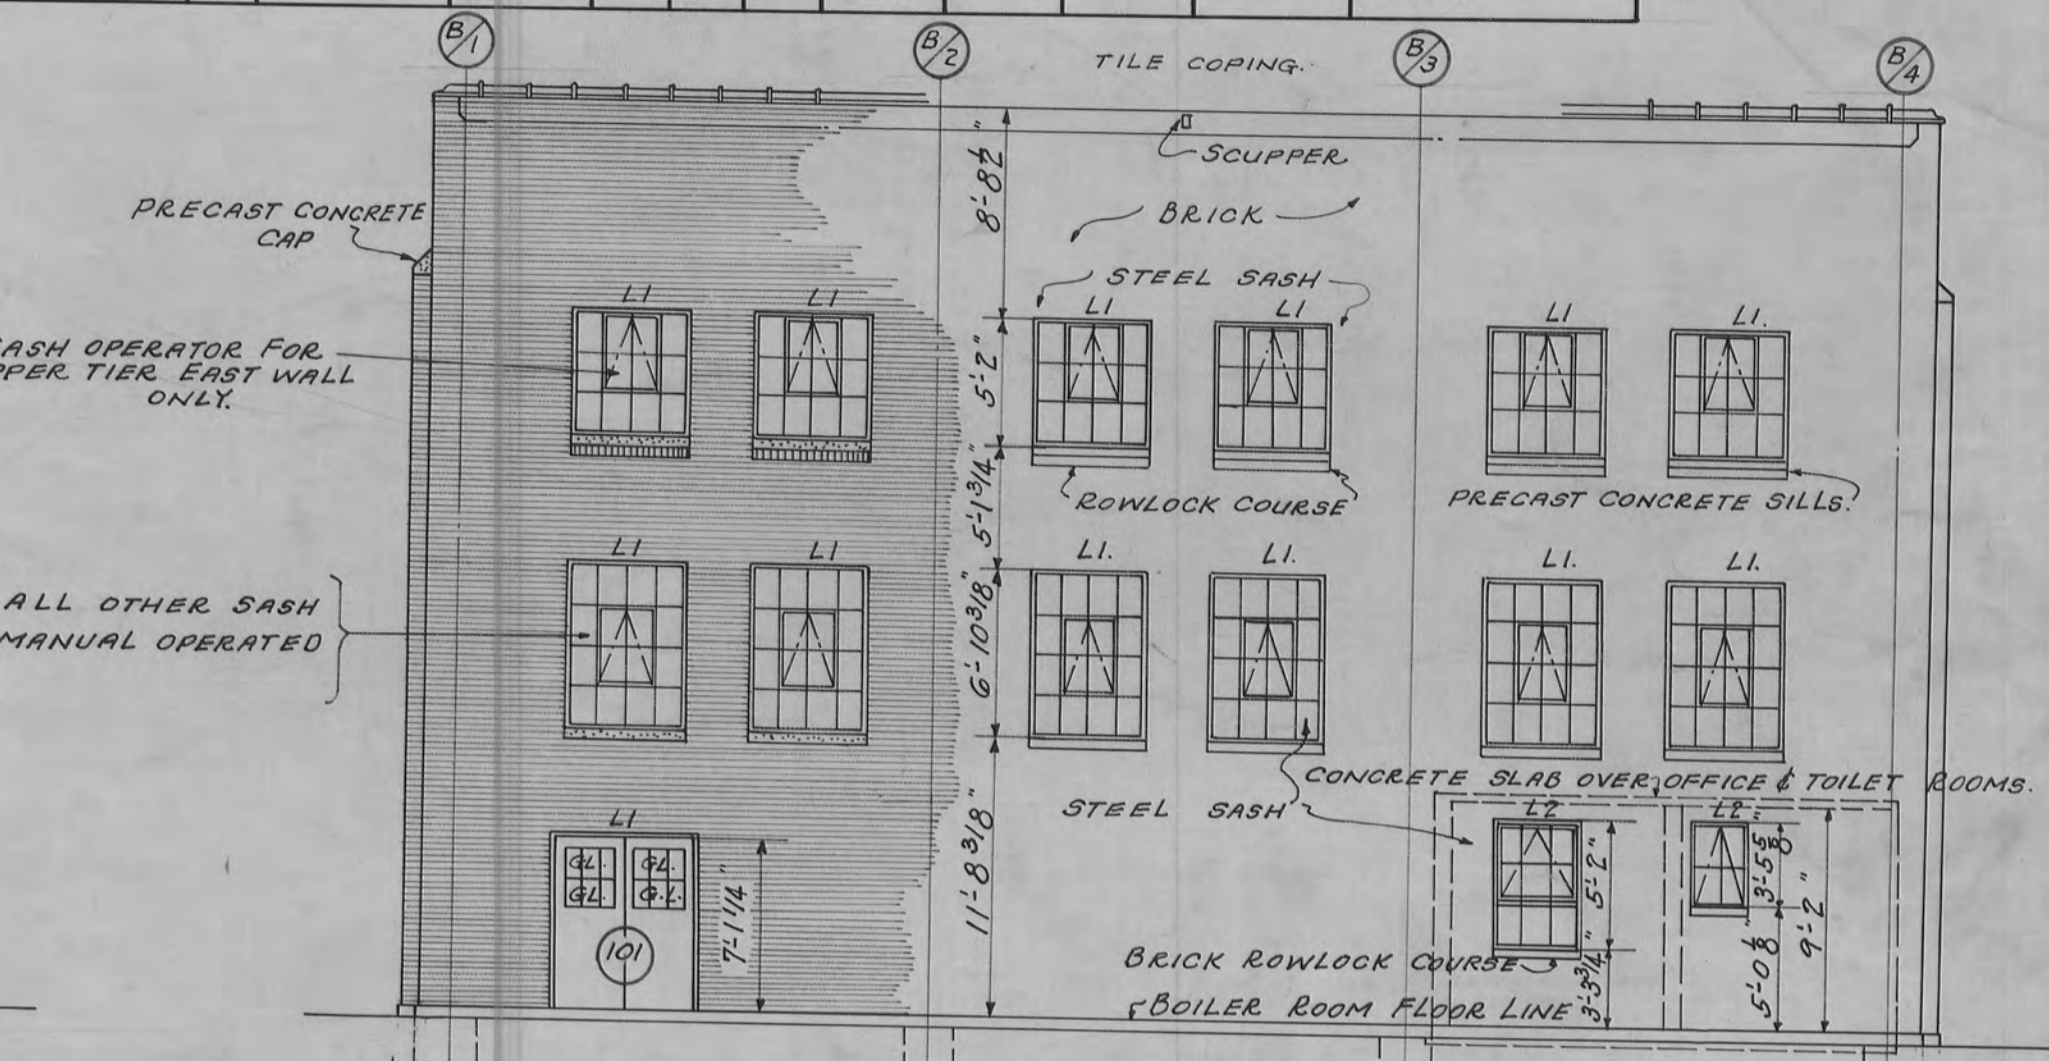 B/1
B/2
TILE COPING.
B/3
B/4
SCUPPER
8'-8½"
PRECAST CONCRETE
CAP
BRICK
STEEL SASH
L1
L1
L1
L1
L1
L1.
SASH OPERATOR FOR
UPPER TIER EAST WALL
ONLY.
5'-2"
5'-1 3/4"
ROWLOCK COURSE
PRECAST CONCRETE SILLS.
L1
L1
L1.
L1.
L1.
L1.
ALL OTHER SASH
MANUAL OPERATED
6'-10 3/8"
CONCRETE SLAB OVER OFFICE & TOILET ROOMS.
STEEL SASH
L1
L2
L2
GL. GL.
GL. G.L.
101
7'-1 1/4"
11'-8 3/8"
5'-2"
3'-5 5/8"
9'-2"
BRICK ROWLOCK COURSE
3'-3 3/4"
5'-0 1/8"
BOILER ROOM FLOOR LINE